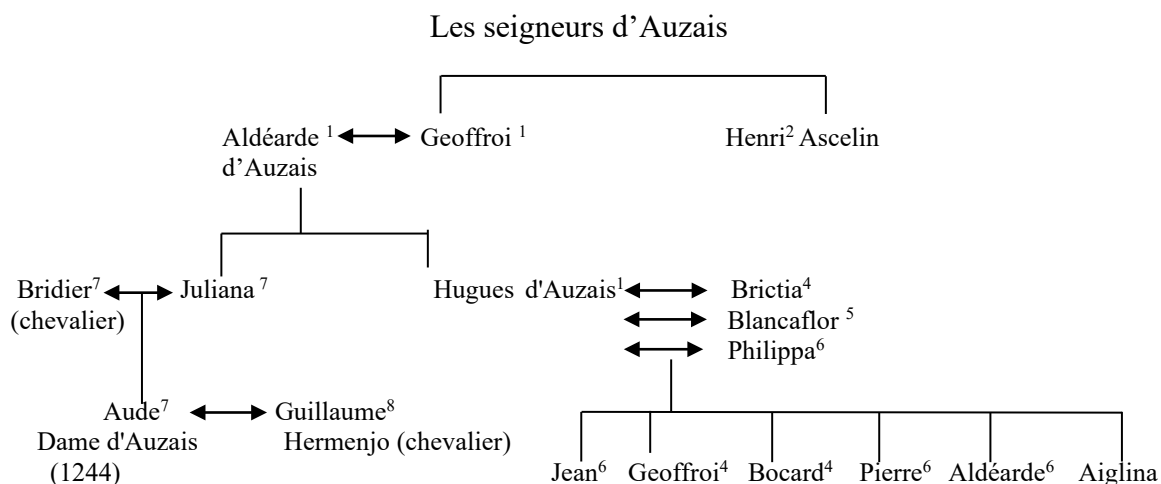 Les seigneurs d’Auzais
Aldéarde ¹ Geoffroi ¹ Henri² Ascelin
d’Auzais
Bridier⁷ Juliana ⁷ Hugues d'Auzais¹ Brictia⁴
(chevalier) Blancaflor ⁵
Philippa⁶
Aude⁷ Guillaume⁸
Dame d'Auzais Hermenjo (chevalier)
(1244)
Jean⁶ Geoffroi⁴ Bocard⁴ Pierre⁶ Aldéarde⁶ Aiglina